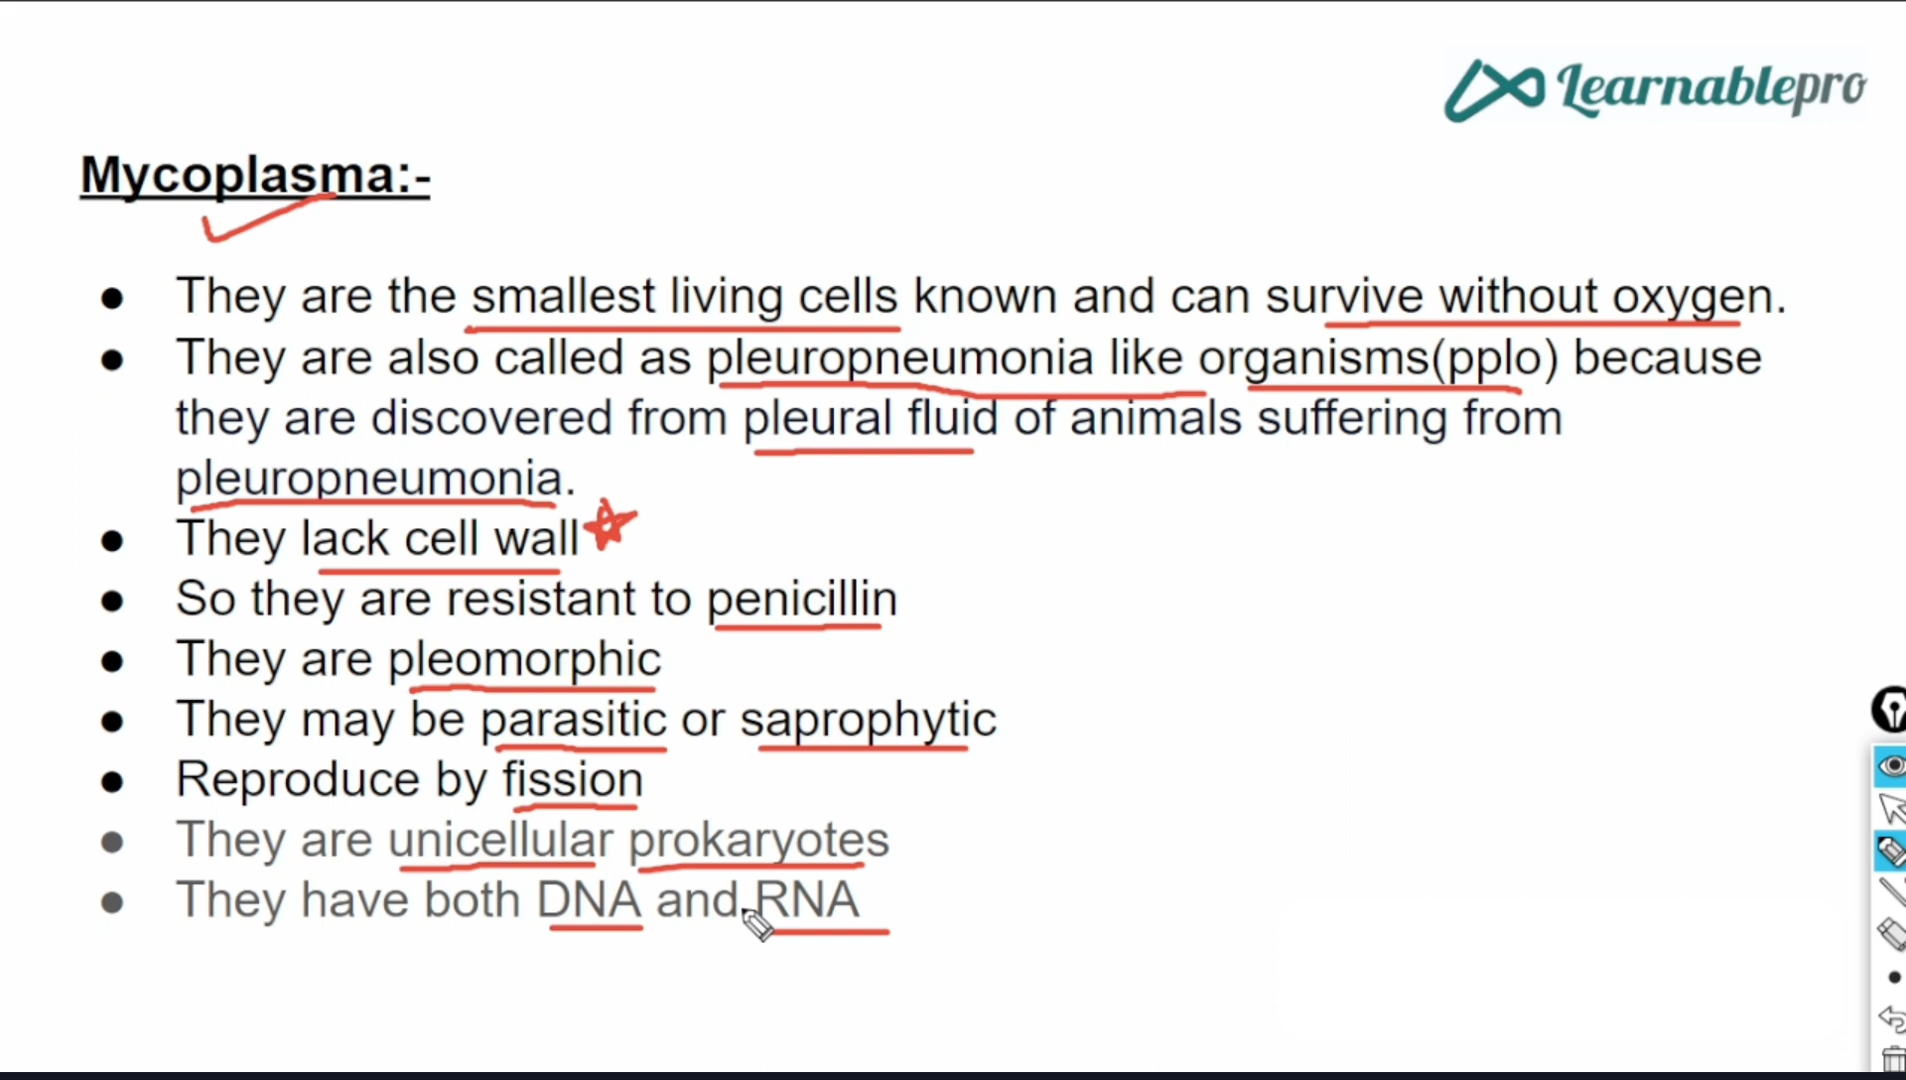 Learnablepro
Mycoplasma:-
● They are the smallest living cells known and can survive without oxygen.
● They are also called as pleuropneumonia like organisms(pplo) because
they are discovered from pleural fluid of animals suffering from
pleuropneumonia.
● They lack cell wall
● So they are resistant to penicillin
● They are pleomorphic
● They may be parasitic or saprophytic
● Reproduce by fission
● They are unicellular prokaryotes
● They have both DNA and RNA